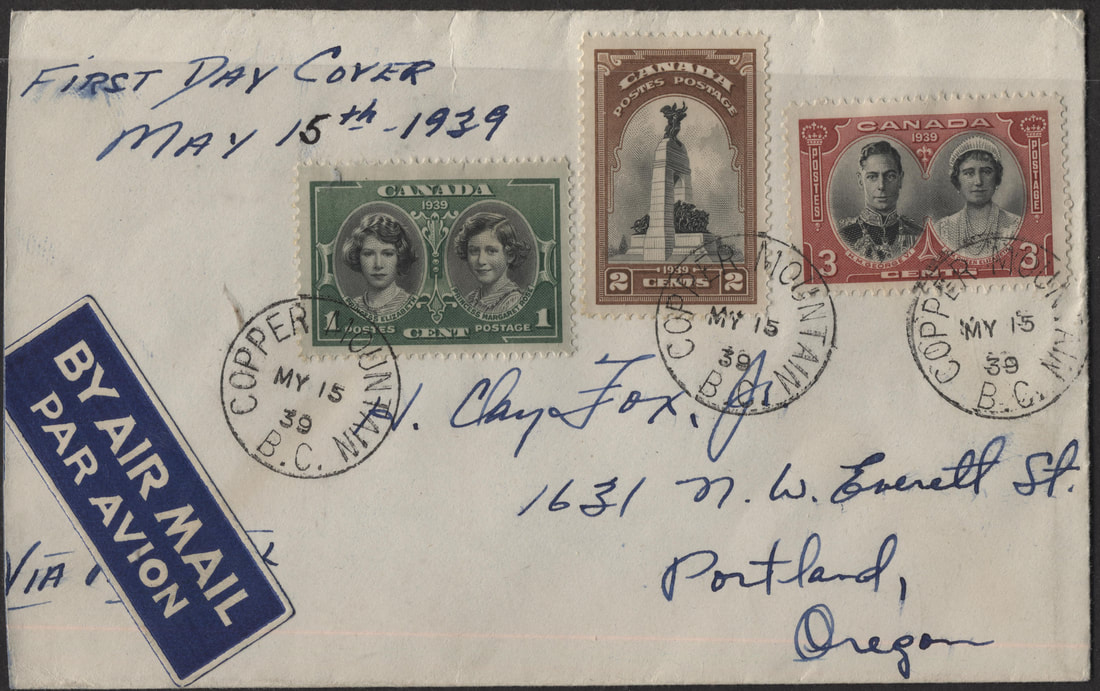 FIRST DAY COVER
MAY 15th-1939
CANADA
POSTES POSTAGE
1939
2 CENTS 2
CANADA
1939
POSTES
POSTAGE
3 CENTS 3
CANADA
1939
PRINCESS ELIZABETH
PRINCESS MARGARET ROSE
1 POSTES CENT POSTAGE 1
COPPER MOUNTAIN
MY 15
39
B.C.
COPPER MOUNTAIN
MY 15
39
B.C.
COPPER MOUNTAIN
MY 15
39
B.C.
Clay Fox, Jr.
1631 N. W. Everett St.
Portland,
Oregon
BY AIR MAIL
PAR AVION
VIA